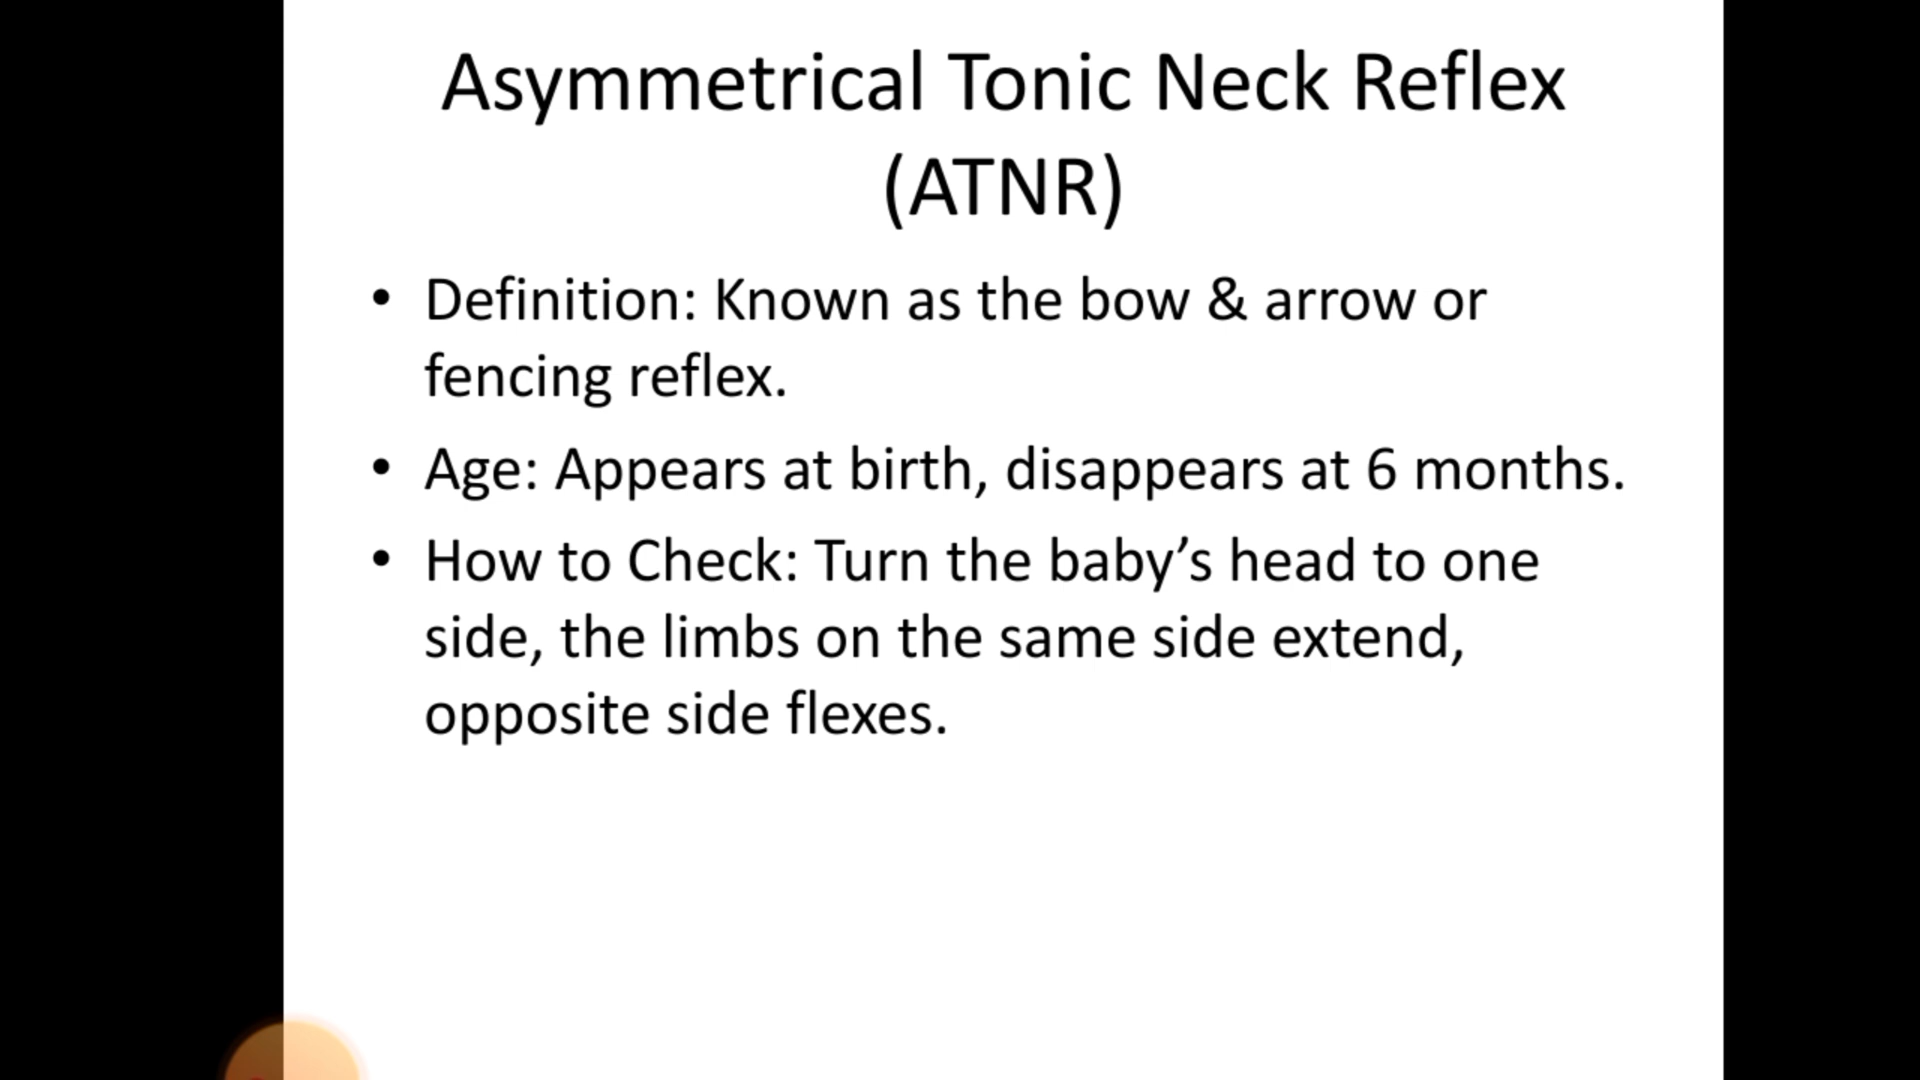 Asymmetrical Tonic Neck Reflex
(ATNR)
• Definition: Known as the bow & arrow or
fencing reflex.
• Age: Appears at birth, disappears at 6 months.
• How to Check: Turn the baby’s head to one
side, the limbs on the same side extend,
opposite side flexes.